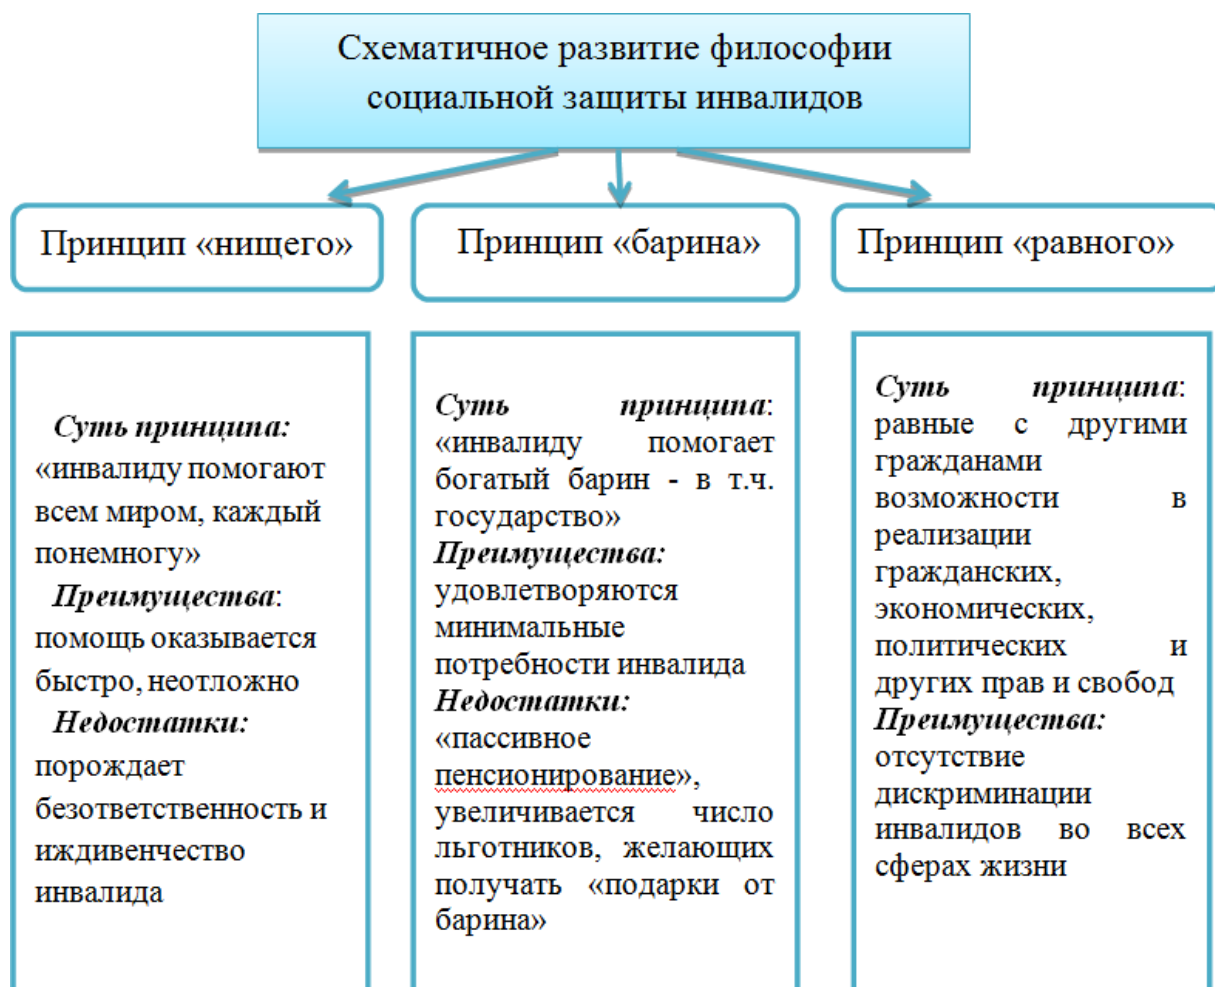 Схематичное развитие философии
социальной защиты инвалидов
Принцип «нищего»
Принцип «барина»
Принцип «равного»
Суть принципа:
«инвалиду помогают
всем миром, каждый
понемногу»
Преимущества:
помощь оказывается
быстро, неотложно
Недостатки:
порождает
безответственность и
иждивенчество
инвалида
Суть принципа:
«инвалиду помогает
богатый барин - в т.ч.
государство»
Преимущества:
удовлетворяются
минимальные
потребности инвалида
Недостатки:
«пассивное
пенсионирование»,
увеличивается число
льготников, желающих
получать «подарки от
барина»
Суть принципа:
равные с другими
гражданами
возможности в
реализации
гражданских,
экономических,
политических и
других прав и свобод
Преимущества:
отсутствие
дискриминации
инвалидов во всех
сферах жизни